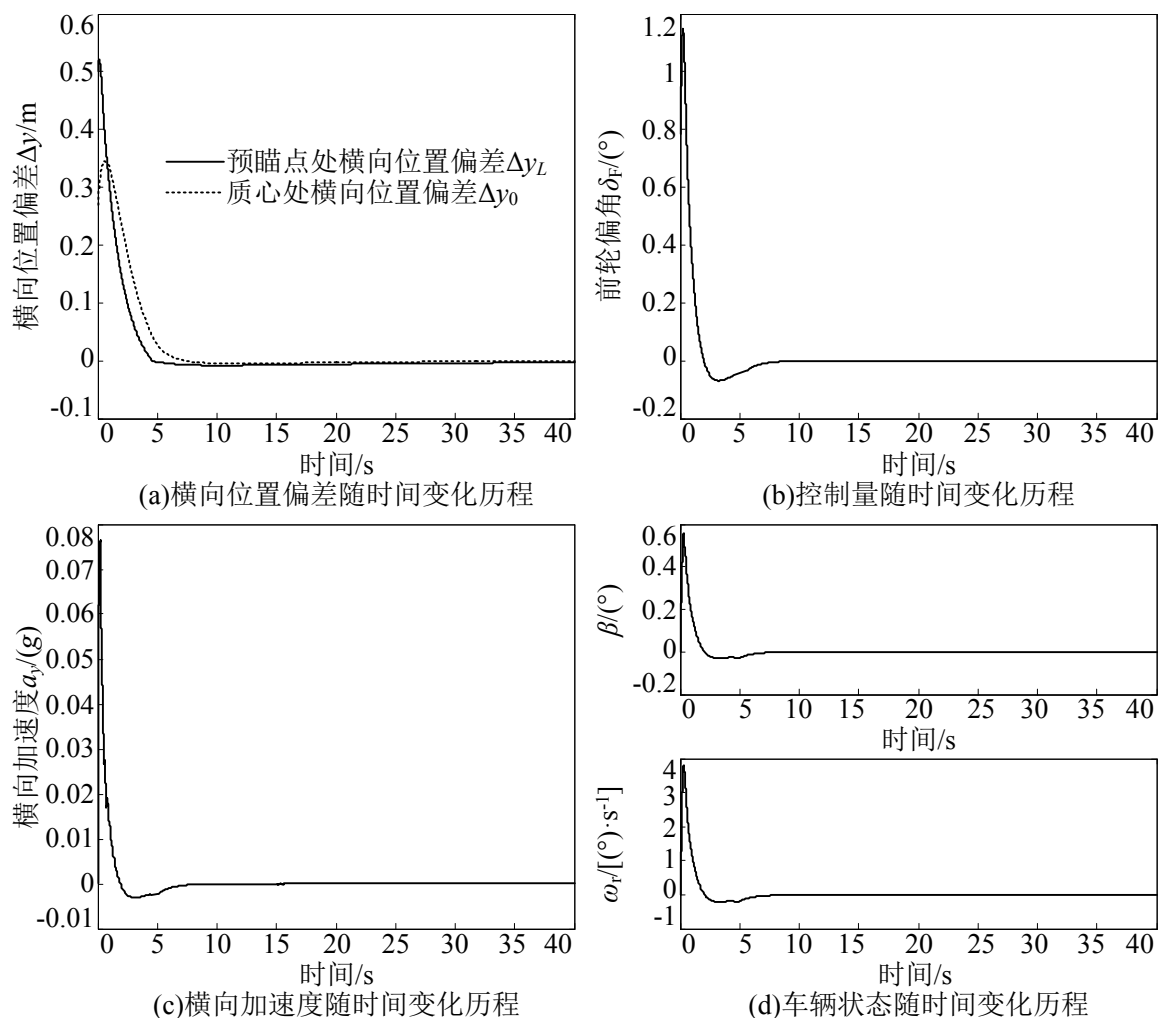 0.6
0.5
0.4
0.3
0.2
0.1
0
-0.1
横向位置偏差Δy/m
预瞄点处横向位置偏差Δy_L
质心处横向位置偏差Δy₀
0 5 10 15 20 25 30 35 40
时间/s
(a)横向位置偏差随时间变化历程
1.2
1
0.8
0.6
0.4
0.2
0
-0.2
前轮偏角δ_F/(°)
0 5 10 15 20 25 30 35 40
时间/s
(b)控制量随时间变化历程
0.08
0.07
0.06
0.05
0.04
0.03
0.02
0.01
0
-0.01
横向加速度a_y/(g)
0 5 10 15 20 25 30 35 40
时间/s
(c)横向加速度随时间变化历程
0.6
0.4
0.2
0
-0.2
β/(°)
0 5 10 15 20 25 30 35 40
时间/s
4
3
2
1
0
-1
ω_r/[(°)·s⁻¹]
0 5 10 15 20 25 30 35 40
时间/s
(d)车辆状态随时间变化历程